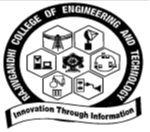 RAJIVGANDHI COLLEGE OF ENGINEERING AND TECHNOLOGY
Innovation Through Information